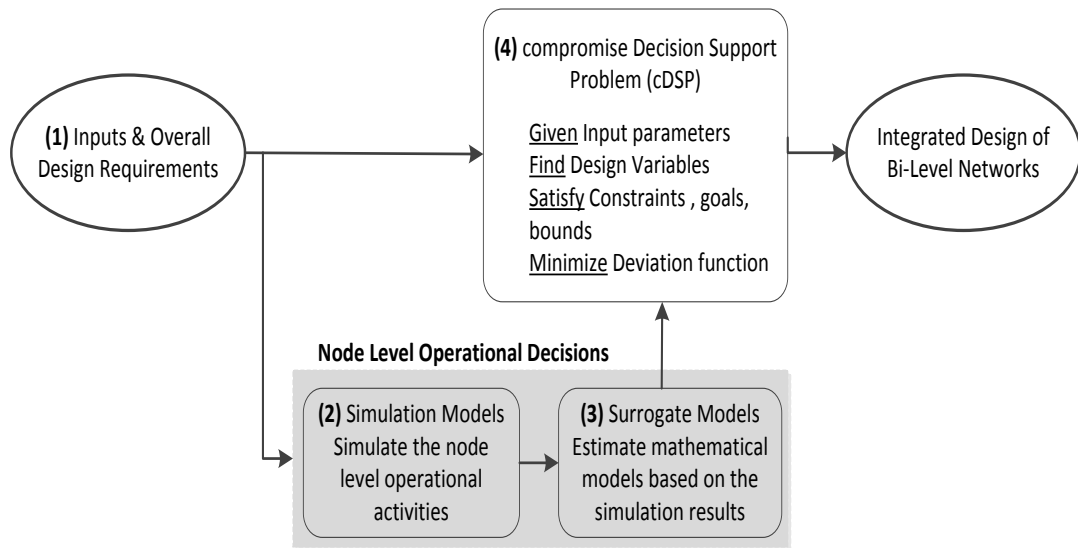 (1) Inputs & Overall
Design Requirements
(4) compromise Decision Support
Problem (cDSP)
Given Input parameters
Find Design Variables
Satisfy Constraints , goals,
bounds
Minimize Deviation function
Integrated Design of
Bi-Level Networks
Node Level Operational Decisions
(2) Simulation Models
Simulate the node
level operational
activities
(3) Surrogate Models
Estimate mathematical
models based on the
simulation results